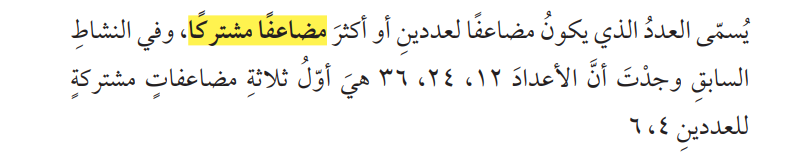 يُسمّى العددُ الذي يكونُ مضاعفًا لعددينِ أو أكثرَ مضاعفًا مشتركًا، وفي النشاطِ
السابقِ وجدْتَ أنَّ الأعدادَ ١٢، ٢٤، ٣٦ هيَ أوّلُ ثلاثةِ مضاعفاتٍ مشتركةٍ
للعددينِ ٤، ٦